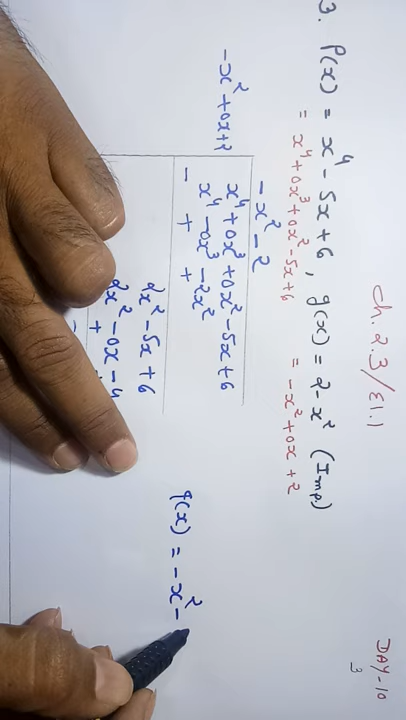 Ch. 2.3/E1.1
DAY-10
3
3. P(x) = x⁴ - 5x + 6, g(x) = 2 - x² (Imp.)
= x⁴ + 0x³ + 0x² - 5x + 6 = -x² + 0x + 2
-x² - 2
-x² + 0x + 2
x⁴ + 0x³ + 0x² - 5x + 6
x⁴ - 0x³ - 2x²
- + +
2x² - 5x + 6
2x² - 0x - 4
- +
q(x) = -x² -